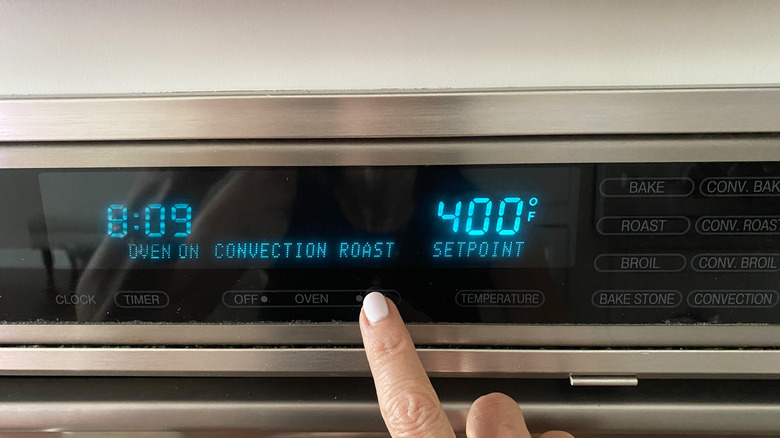 8:09 400°F
OVEN ON CONVECTION ROAST SETPOINT
BAKE CONV. BAK
ROAST CONV. ROAST
BROIL CONV. BROIL
CLOCK TIMER OFF OVEN TEMPERATURE BAKE STONE CONVECTION